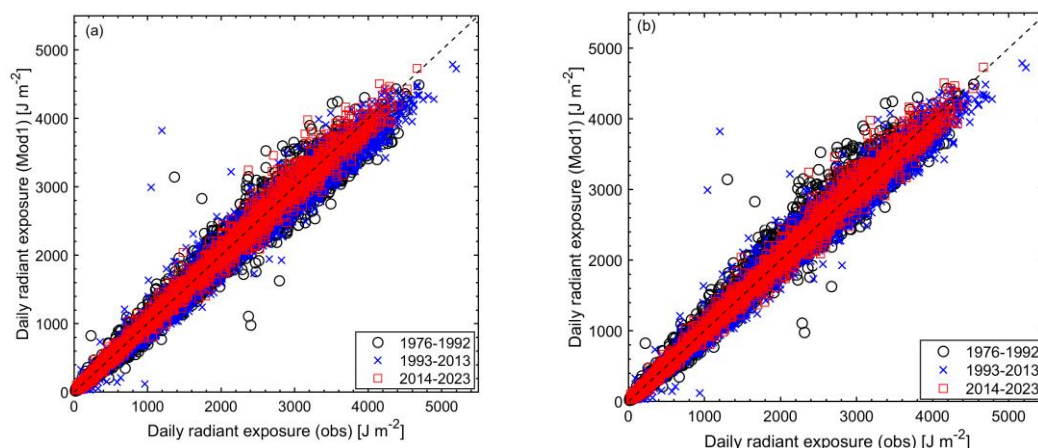 (a)
Daily radiant exposure (Mod1) [J m⁻²]
5000
4000
3000
2000
1000
0
0 1000 2000 3000 4000 5000
Daily radiant exposure (obs) [J m⁻²]
1976-1992
1993-2013
2014-2023
(b)
Daily radiant exposure (Mod1) [J m⁻²]
5000
4000
3000
2000
1000
0
0 1000 2000 3000 4000 5000
Daily radiant exposure (obs) [J m⁻²]
1976-1992
1993-2013
2014-2023